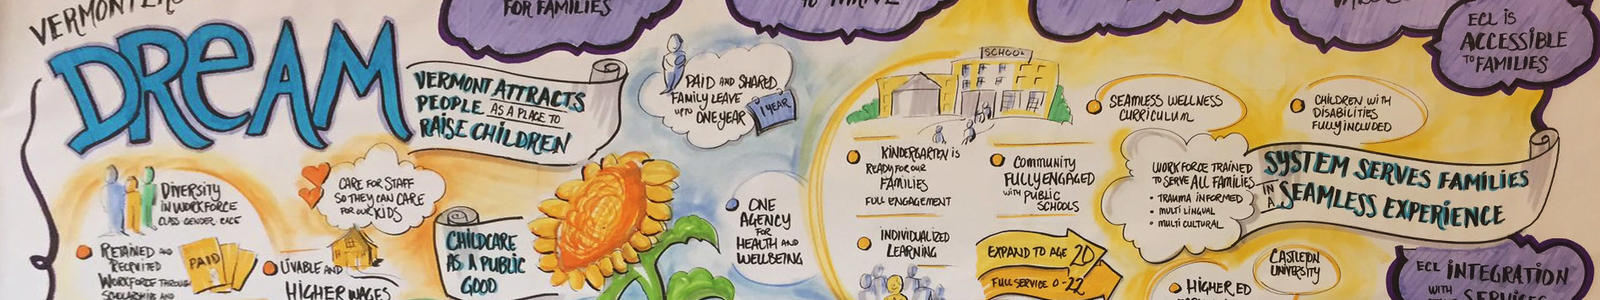 VERMONTERS
DREAM
FOR FAMILIES
ECL IS
ACCESSIBLE
TO FAMILIES
VERMONT ATTRACTS
PEOPLE AS A PLACE TO
RAISE CHILDREN
PAID AND SHARED
FAMILY LEAVE
UP TO ONE YEAR
1 YEAR
SCHOOL
SEAMLESS WELLNESS
CURRICULUM
CHILDREN WITH
DISABILITIES
FULLY INCLUDED
DIVERSITY
IN WORKFORCE
CLASS GENDER RACE
CARE FOR STAFF
SO THEY CAN CARE
FOR OUR KIDS
RETAINED AND
RECRUITED
WORKFORCE THROUGH
SCHOLARSHIPS AND
PAID
LIVABLE AND
HIGHER WAGES
CHILDCARE
AS A PUBLIC
GOOD
ONE
AGENCY
FOR
HEALTH AND
WELLBEING
KINDERGARTEN IS
READY FOR OUR
FAMILIES
FULL ENGAGEMENT
COMMUNITY
FULLY ENGAGED
WITH PUBLIC
SCHOOLS
INDIVIDUALIZED
LEARNING
EXPAND TO AGE 20
FULL SERVICE 0-22
WORKFORCE TRAINED
TO SERVE ALL FAMILIES
• TRAUMA INFORMED
• MULTI LINGUAL
• MULTI CULTURAL
SYSTEM SERVES FAMILIES
IN A SEAMLESS EXPERIENCE
CASTLETON
UNIVERSITY
HIGHER ED
ECL INTEGRATION
WITH